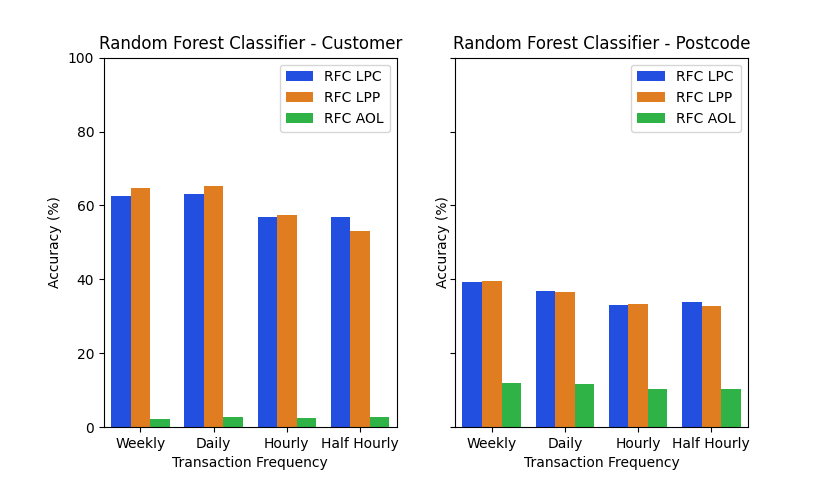 Random Forest Classifier - Customer
100
80
60
40
20
0
Accuracy (%)
RFC LPC
RFC LPP
RFC AOL
Weekly Daily Hourly Half Hourly
Transaction Frequency
Random Forest Classifier - Postcode
Accuracy (%)
RFC LPC
RFC LPP
RFC AOL
Weekly Daily Hourly Half Hourly
Transaction Frequency